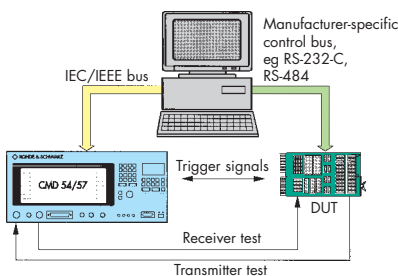 Manufacturer-specific
control bus,
eg RS-232-C,
RS-484
IEC/IEEE bus
ROHDE & SCHWARZ
CMD 54/57
Trigger signals
DUT
Receiver test
Transmitter test